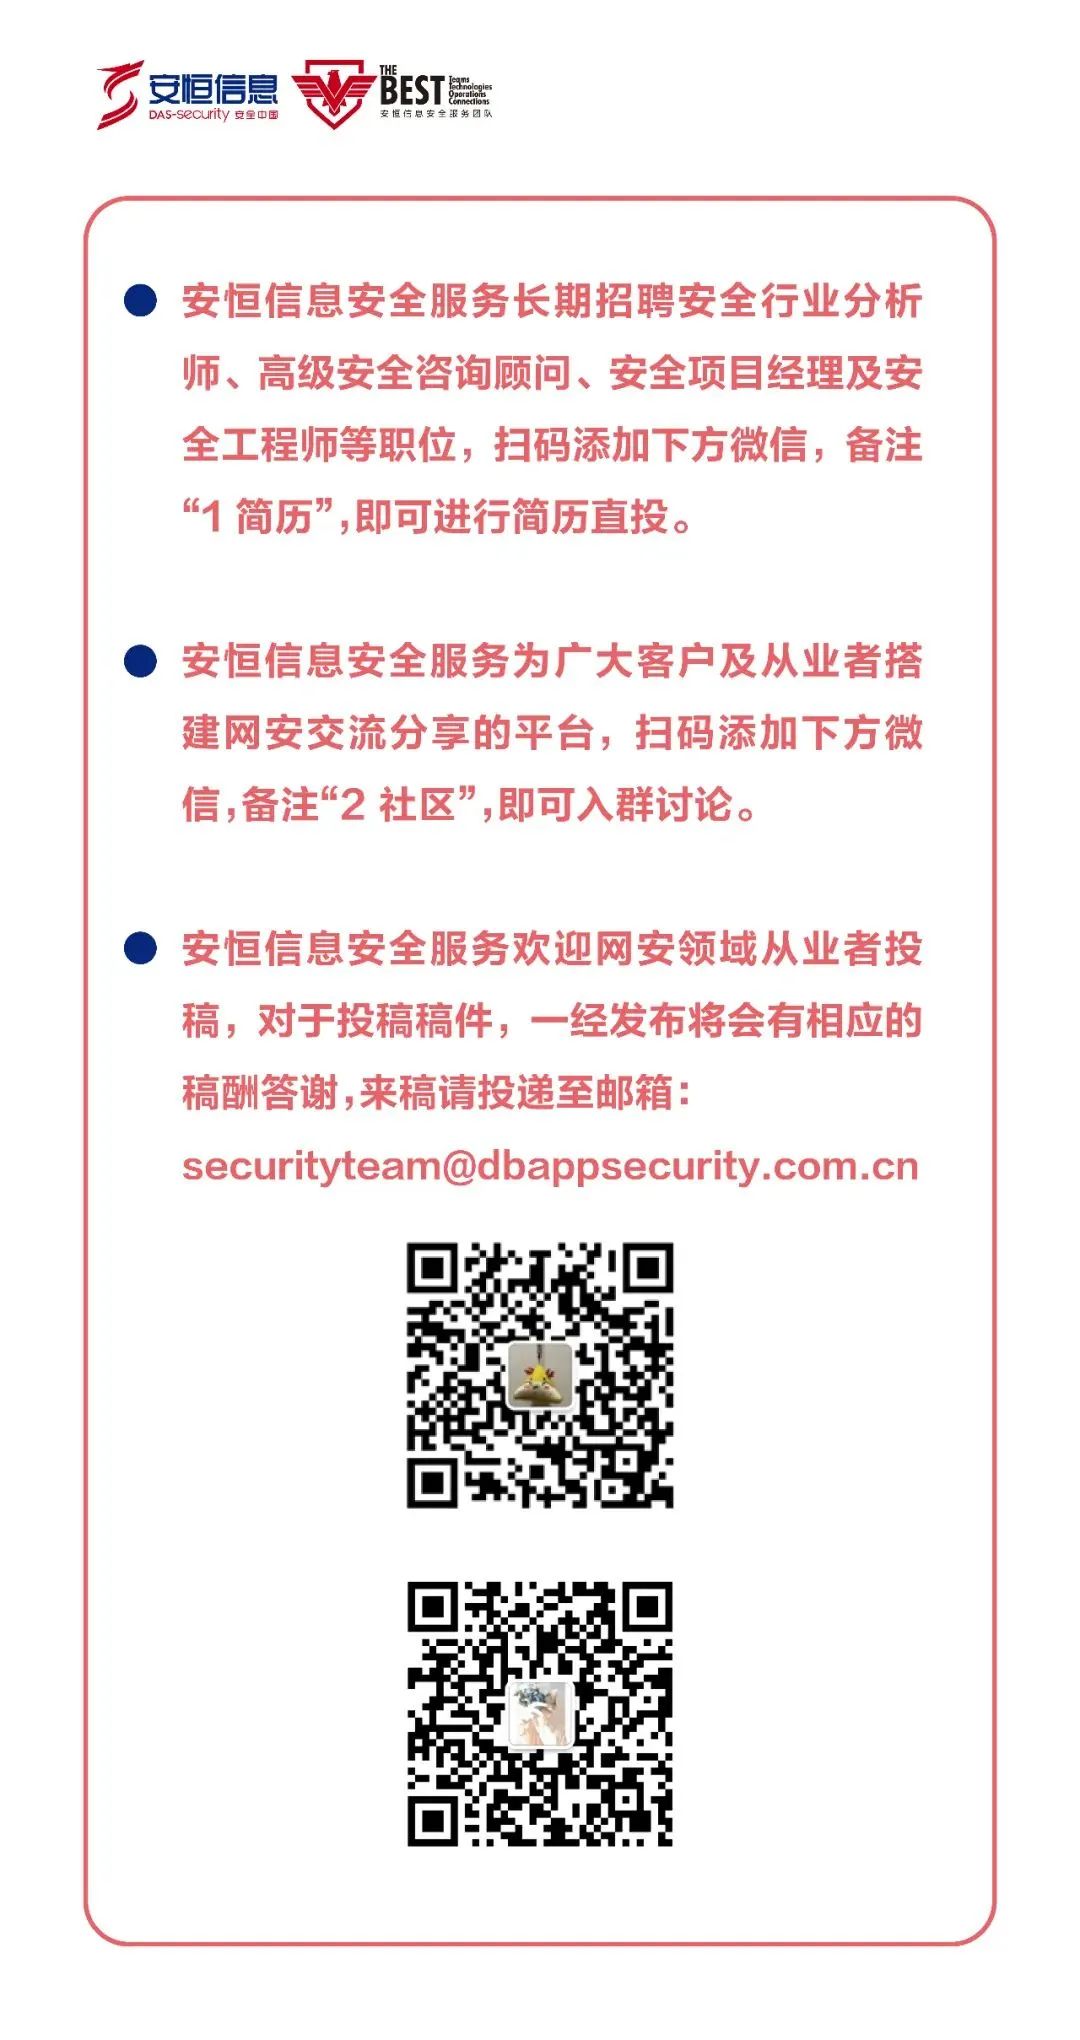 安恒信息
DAS-security 安全中国
THE
BEST
Teams
Technologies
Operations
Connections
安恒信息安全服务团队
安恒信息安全服务长期招聘安全行业分析
师、高级安全咨询顾问、安全项目经理及安
全工程师等职位，扫码添加下方微信，备注
“1 简历”，即可进行简历直投。
安恒信息安全服务为广大客户及从业者搭
建网安交流分享的平台，扫码添加下方微
信，备注“2 社区”，即可入群讨论。
安恒信息安全服务欢迎网安领域从业者投
稿，对于投稿稿件，一经发布将会有相应的
稿酬答谢，来稿请投递至邮箱：
securityteam@dbappsecurity.com.cn